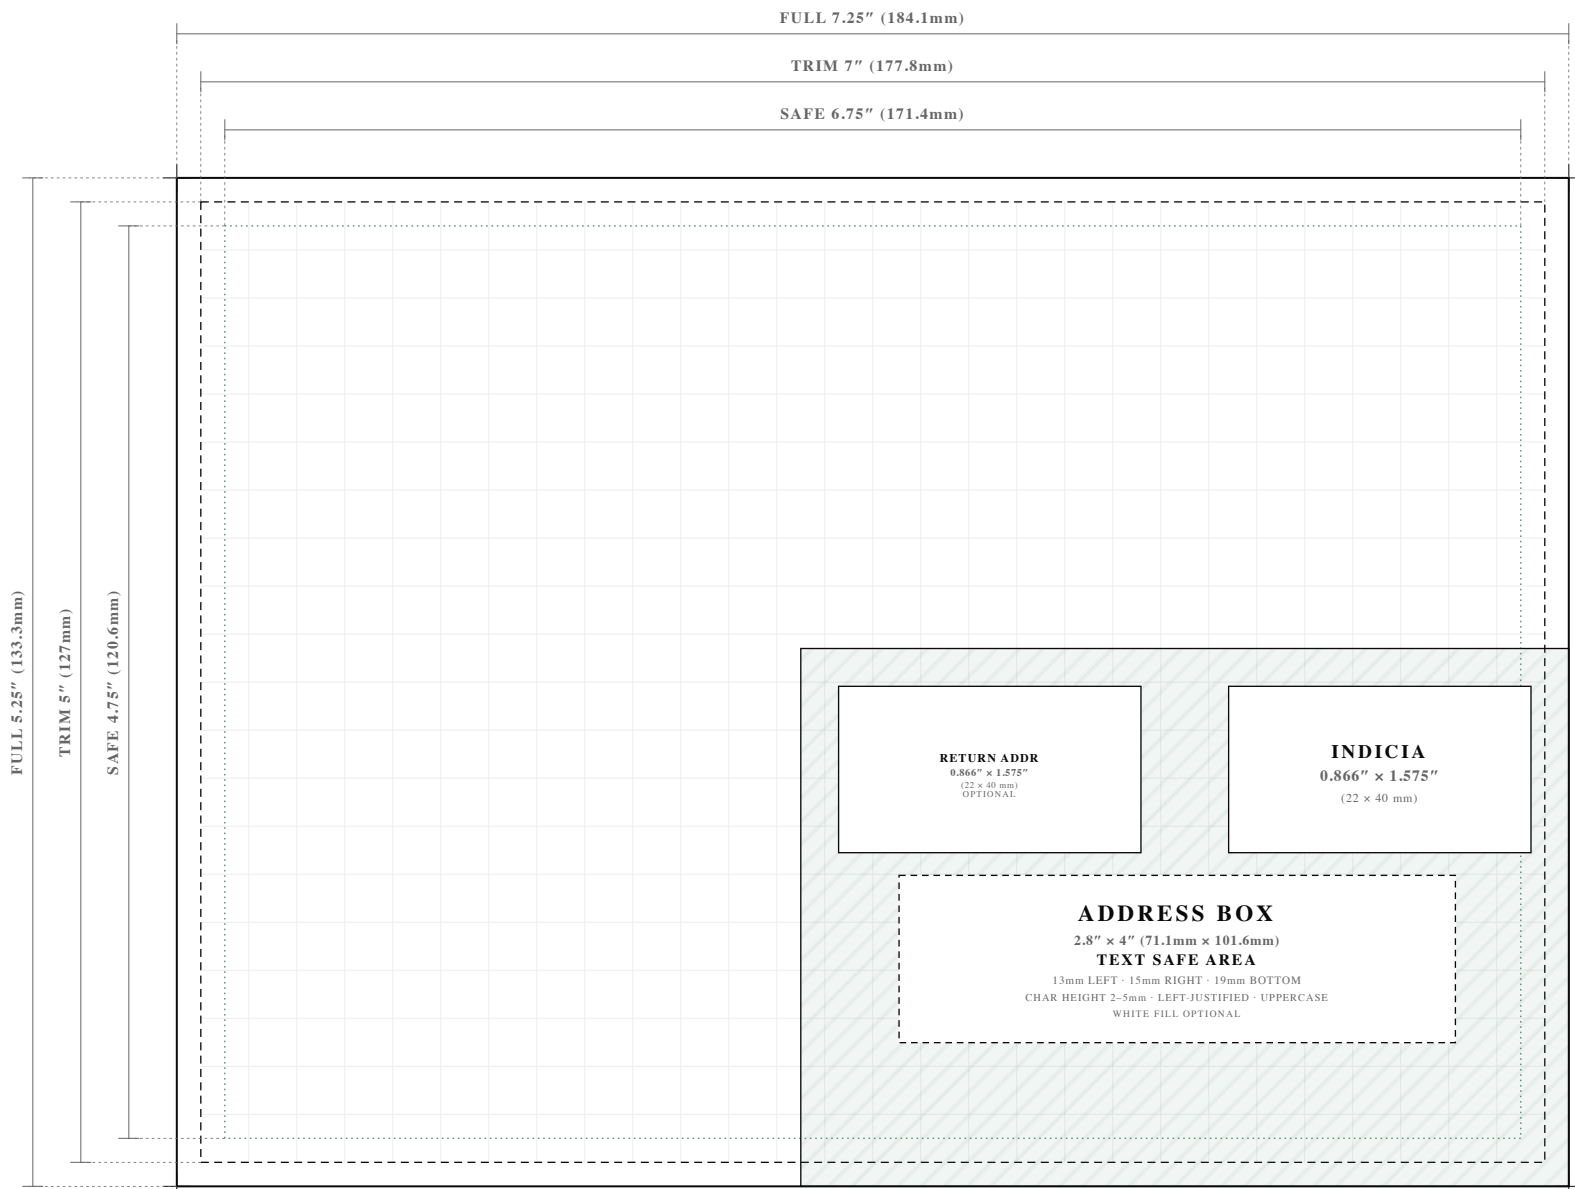 FULL 7.25″ (184.1mm)
TRIM 7″ (177.8mm)
SAFE 6.75″ (171.4mm)
FULL 5.25″ (133.3mm)
TRIM 5″ (127mm)
SAFE 4.75″ (120.6mm)
RETURN ADDR
0.866″ × 1.575″
(22 × 40 mm)
OPTIONAL
INDICIA
0.866″ × 1.575″
(22 × 40 mm)
ADDRESS BOX
2.8″ × 4″ (71.1mm × 101.6mm)
TEXT SAFE AREA
13mm LEFT · 15mm RIGHT · 19mm BOTTOM
CHAR HEIGHT 2–5mm · LEFT-JUSTIFIED · UPPERCASE
WHITE FILL OPTIONAL